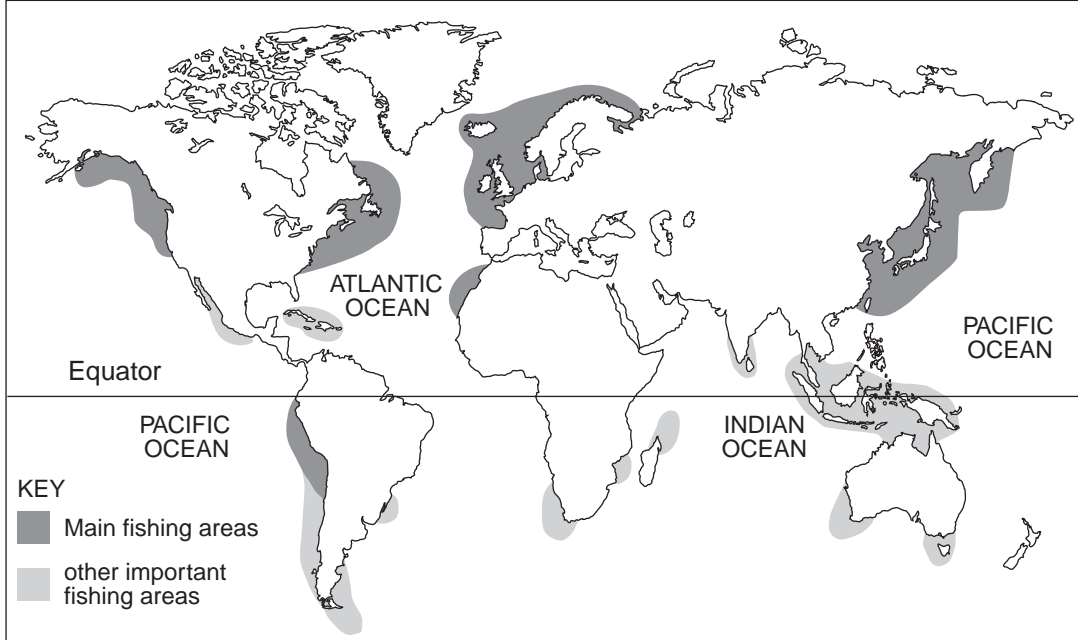 ATLANTIC
OCEAN
PACIFIC
OCEAN
Equator
PACIFIC
OCEAN
INDIAN
OCEAN
KEY
Main fishing areas
other important
fishing areas